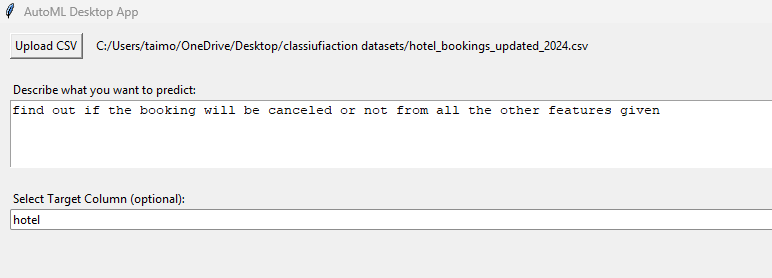 AutoML Desktop App
Upload CSV C:/Users/taimo/OneDrive/Desktop/classiufiaction datasets/hotel_bookings_updated_2024.csv
Describe what you want to predict:
find out if the booking will be canceled or not from all the other features given
Select Target Column (optional):
hotel